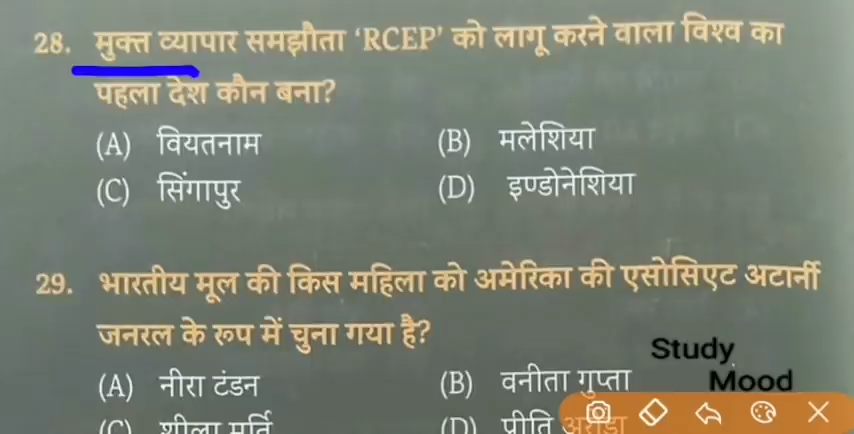 28. मुक्त व्यापार समझौता ‘RCEP’ को लागू करने वाला विश्व का
पहला देश कौन बना?
(A) वियतनाम (B) मलेशिया
(C) सिंगापुर (D) इण्डोनेशिया
29. भारतीय मूल की किस महिला को अमेरिका की एसोसिएट अटार्नी
जनरल के रूप में चुना गया है?
Study
Mood
(A) नीरा टंडन (B) वनीता गुप्ता
(C) शीला मूर्ति (D) प्रीति अरोड़ा